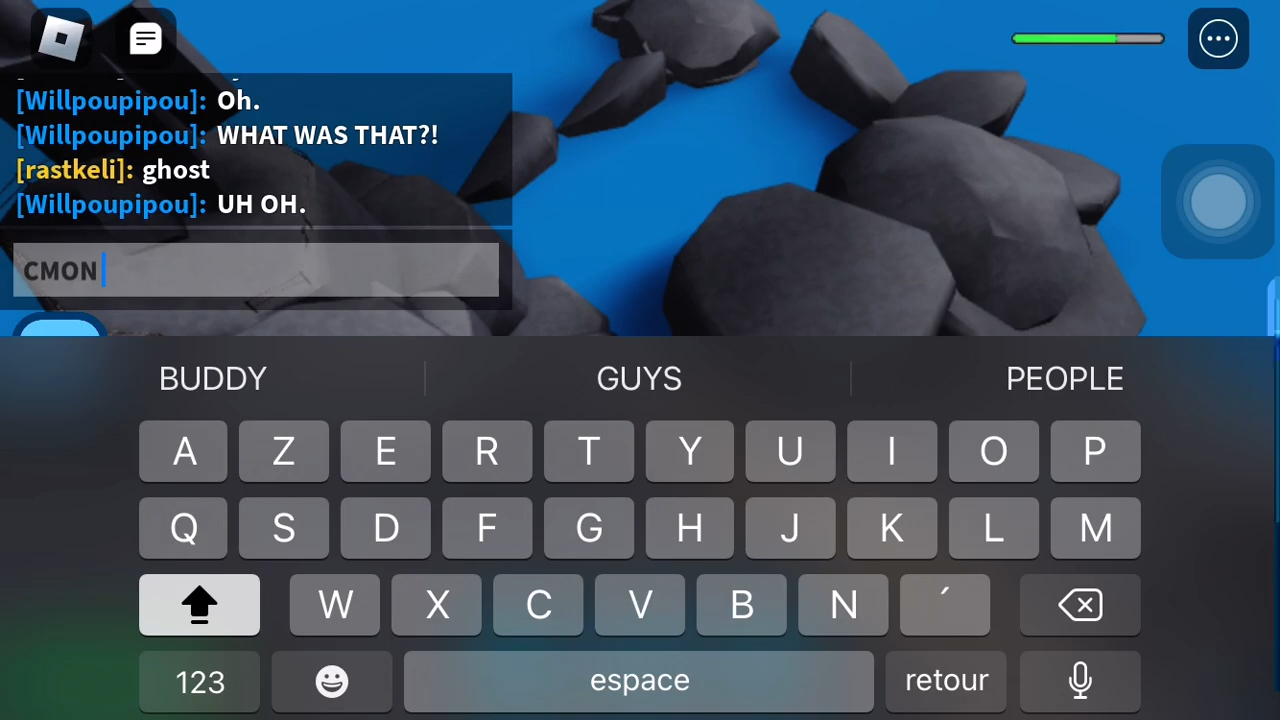 [Willpoupipou]: Oh.
[Willpoupipou]: WHAT WAS THAT?!
[rastkeli]: ghost
[Willpoupipou]: UH OH.
CMON
BUDDY GUYS PEOPLE
A Z E R T Y U I O P
Q S D F G H J K L M
W X C V B N ´
123 espace retour